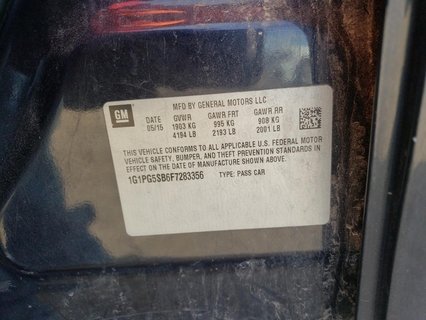 GM
MFD BY GENERAL MOTORS LLC
DATE GVWR GAWR FRT GAWR RR
05/15 1903 KG 995 KG 908 KG
4194 LB 2193 LB 2001 LB
THIS VEHICLE CONFORMS TO ALL APPLICABLE U.S. FEDERAL MOTOR
VEHICLE SAFETY, BUMPER, AND THEFT PREVENTION STANDARDS IN
EFFECT ON THE DATE OF MANUFACTURE SHOWN ABOVE.
1G1PG5SB6F7283356 TYPE: PASS CAR